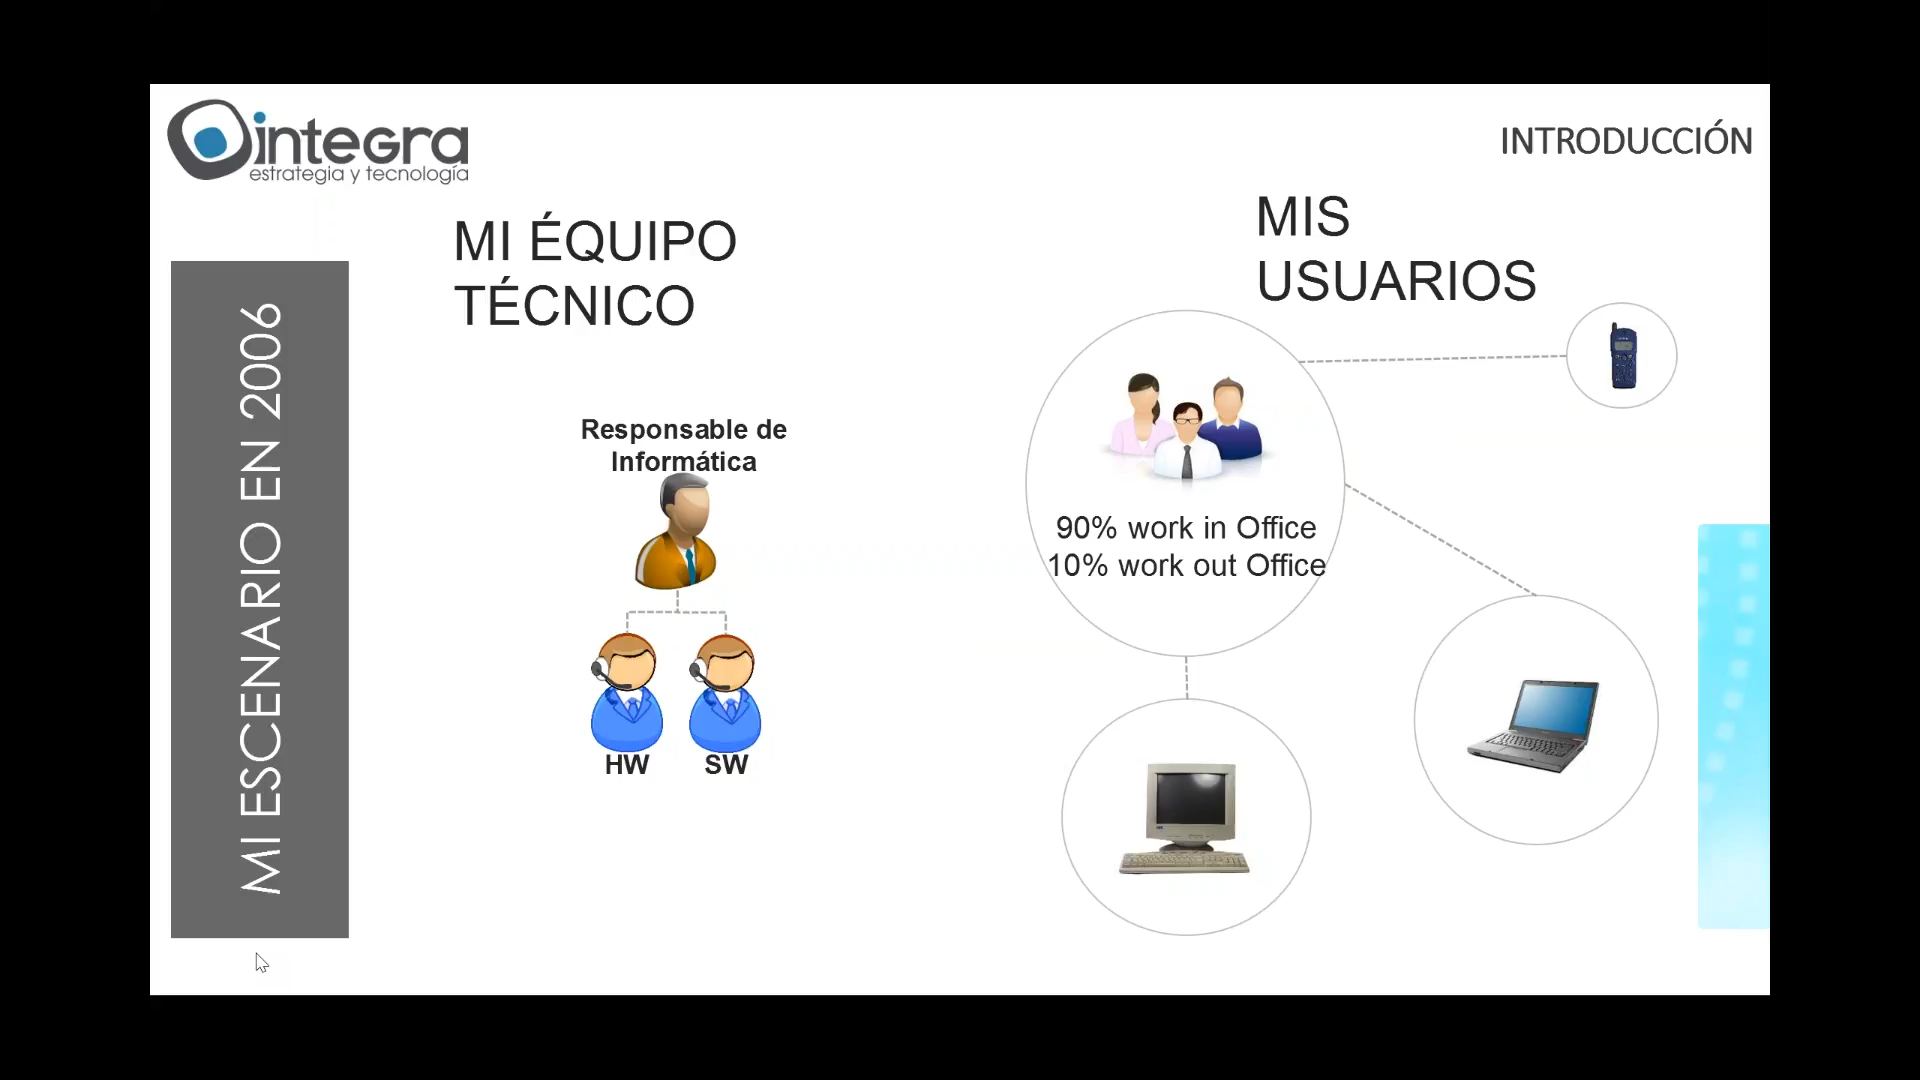 integra
estrategia y tecnología
INTRODUCCIÓN
MI ÉQUIPO
TÉCNICO
MIS
USUARIOS
MI ESCENARIO EN 2006
Responsable de
Informática
HW
SW
90% work in Office
10% work out Office